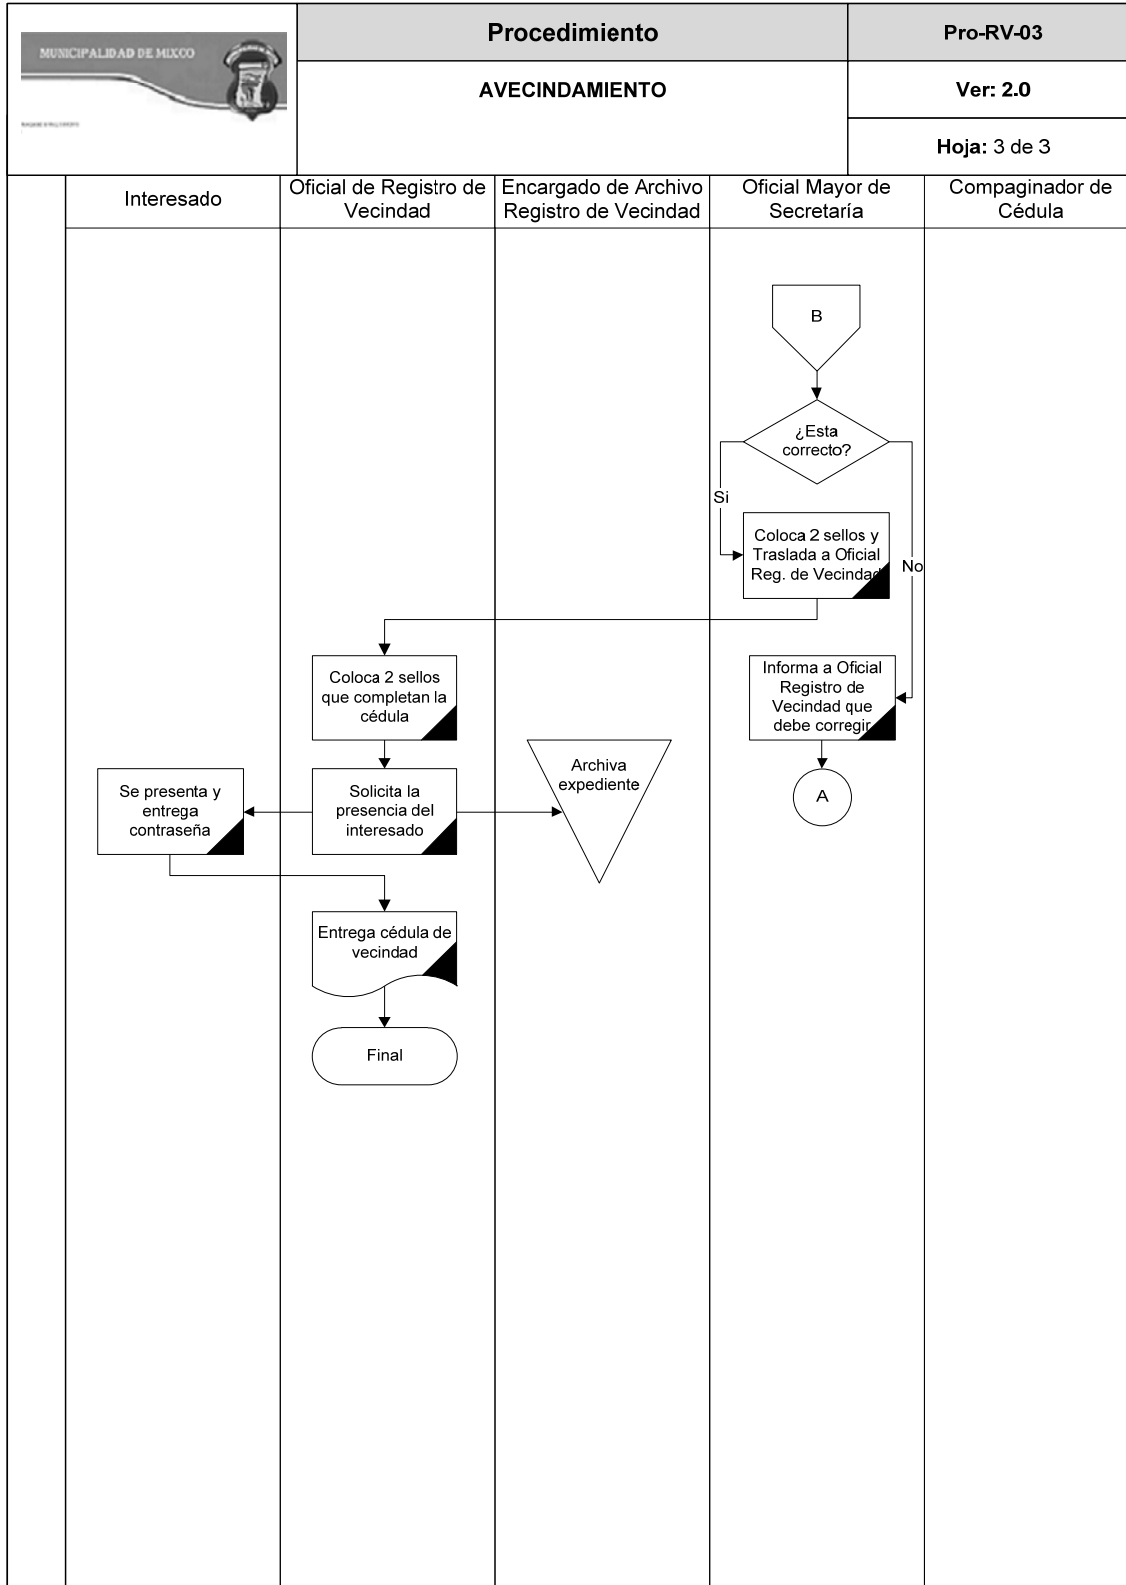 MUNICIPALIDAD DE MIXCO
Procedimiento
Pro-RV-03
AVECINDAMIENTO
Ver: 2.0
Hoja: 3 de 3
Interesado
Oficial de Registro de
Vecindad
Encargado de Archivo
Registro de Vecindad
Oficial Mayor de
Secretaría
Compaginador de
Cédula
B
¿Esta
correcto?
Si
Coloca 2 sellos y
Traslada a Oficial
Reg. de Vecindad
No
Coloca 2 sellos
que completan la
cédula
Informa a Oficial
Registro de
Vecindad que
debe corregir
Se presenta y
entrega
contraseña
Solicita la
presencia del
interesado
Archiva
expediente
A
Entrega cédula de
vecindad
Final